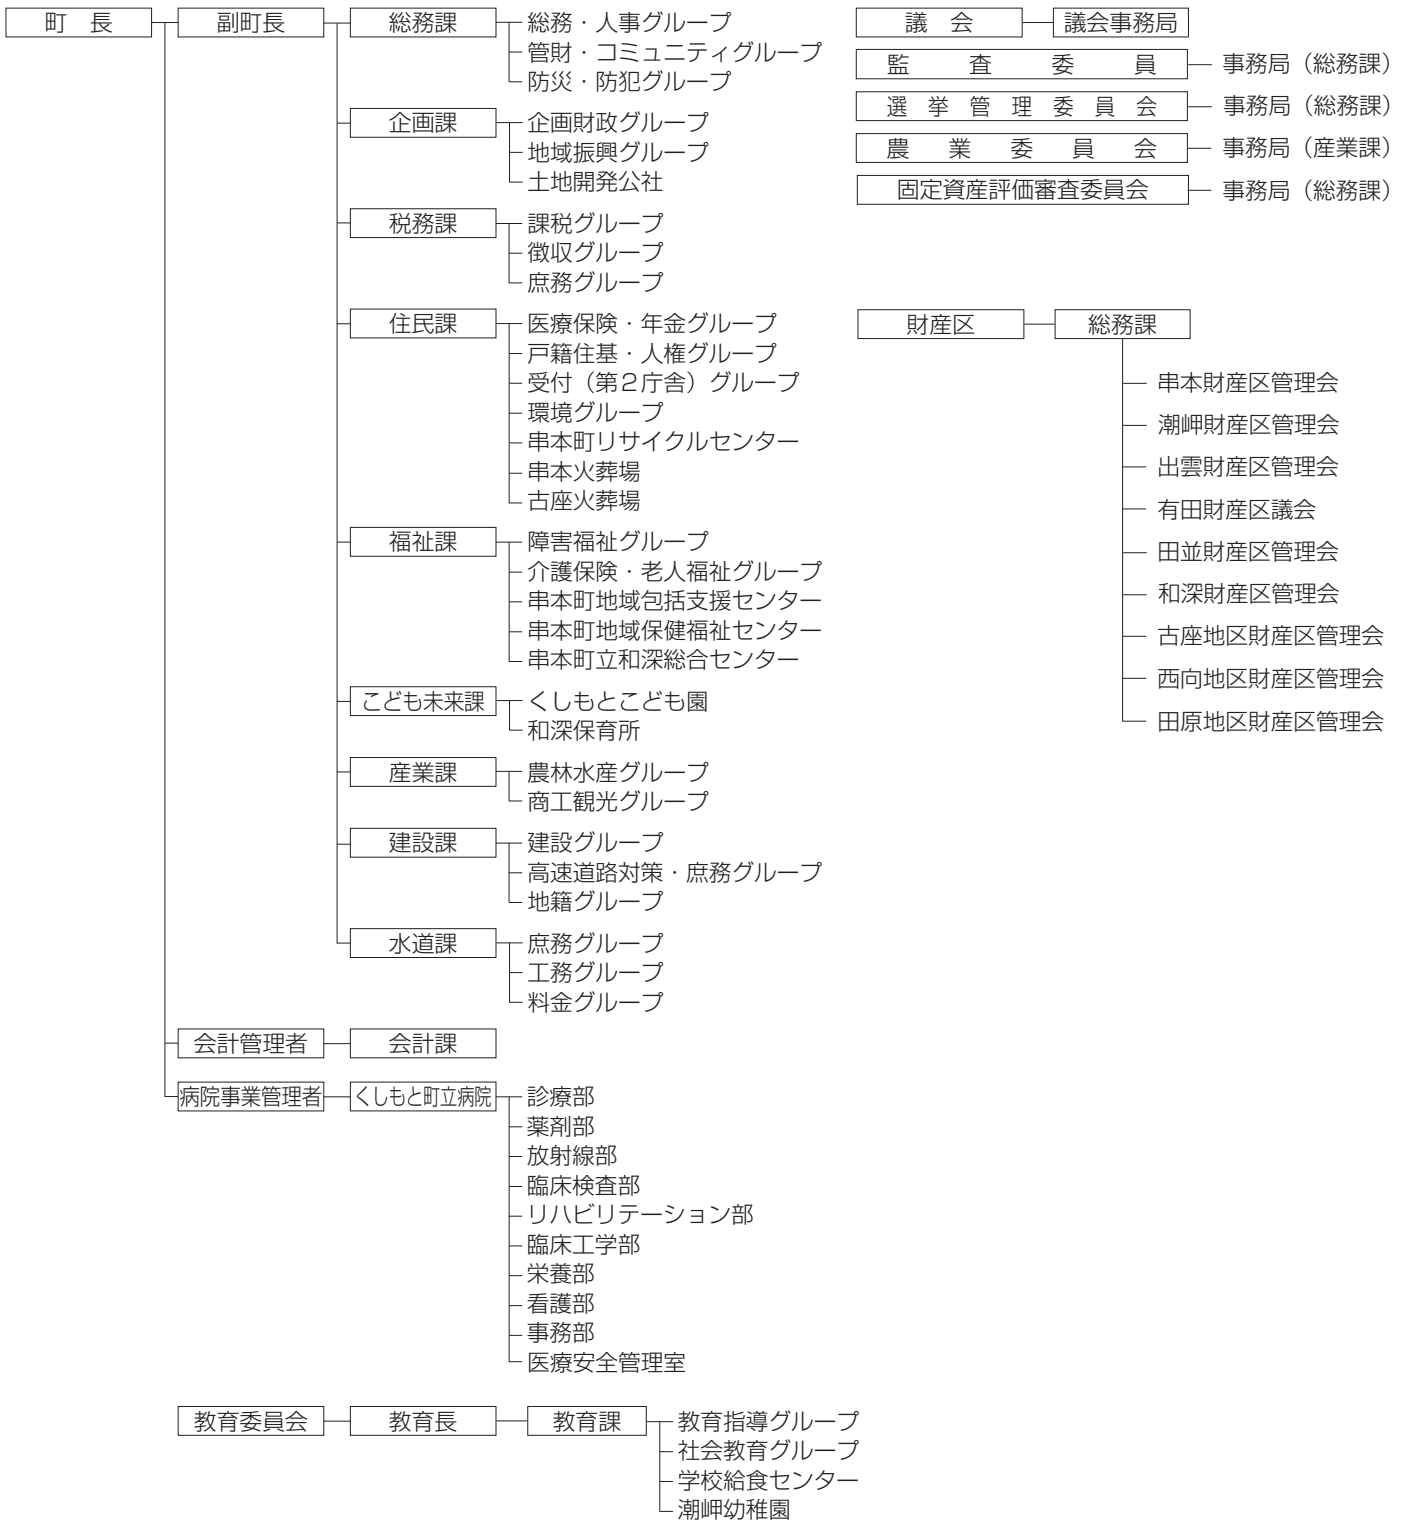 町　長
副町長
総務課
総務・人事グループ
管財・コミュニティグループ
防災・防犯グループ
企画課
企画財政グループ
地域振興グループ
土地開発公社
税務課
課税グループ
徴収グループ
庶務グループ
住民課
医療保険・年金グループ
戸籍住基・人権グループ
受付（第２庁舎）グループ
環境グループ
串本町リサイクルセンター
串本火葬場
古座火葬場
福祉課
障害福祉グループ
介護保険・老人福祉グループ
串本町地域包括支援センター
串本町地域保健福祉センター
串本町立和深総合センター
こども未来課
くしもとこども園
和深保育所
産業課
農林水産グループ
商工観光グループ
建設課
建設グループ
高速道路対策・庶務グループ
地籍グループ
水道課
庶務グループ
工務グループ
料金グループ
会計管理者
会計課
病院事業管理者
くしもと町立病院
診療部
薬剤部
放射線部
臨床検査部
リハビリテーション部
臨床工学部
栄養部
看護部
事務部
医療安全管理室
教育委員会
教育長
教育課
教育指導グループ
社会教育グループ
学校給食センター
潮岬幼稚園
議　会
議会事務局
監査委員
事務局（総務課）
選挙管理委員会
事務局（総務課）
農業委員会
事務局（産業課）
固定資産評価審査委員会
事務局（総務課）
財産区
総務課
串本財産区管理会
潮岬財産区管理会
出雲財産区管理会
有田財産区議会
田並財産区管理会
和深財産区管理会
古座地区財産区管理会
西向地区財産区管理会
田原地区財産区管理会